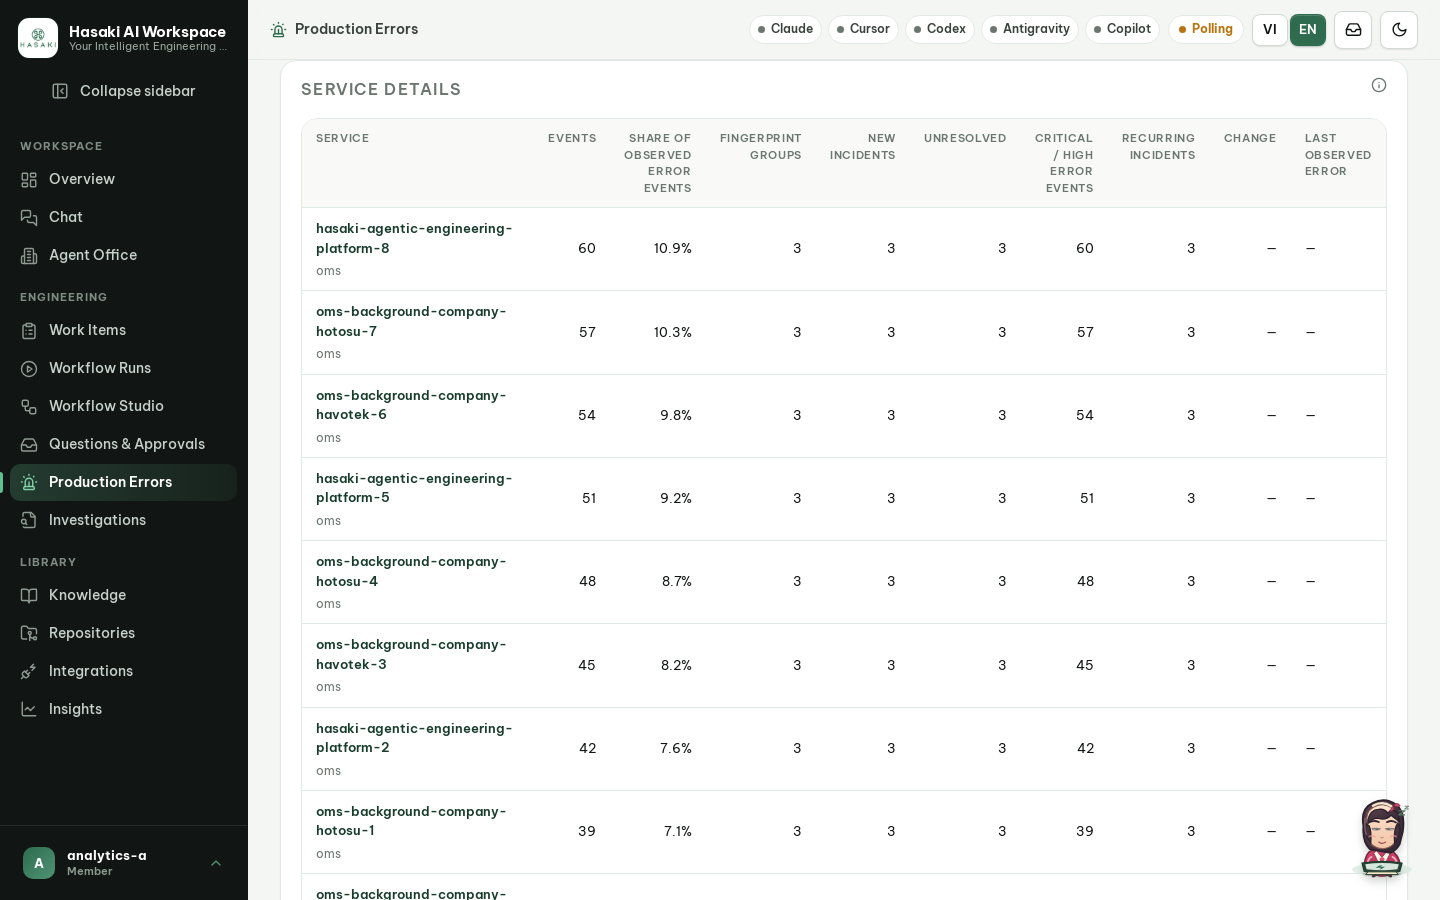 HASAKI
Hasaki AI Workspace
Your Intelligent Engineering ...
Collapse sidebar
WORKSPACE
Overview
Chat
Agent Office
ENGINEERING
Work Items
Workflow Runs
Workflow Studio
Questions & Approvals
Production Errors
Investigations
LIBRARY
Knowledge
Repositories
Integrations
Insights
A
analytics-a
Member
Production Errors
Claude
Cursor
Codex
Antigravity
Copilot
Polling
VI
EN
SERVICE DETAILS
SERVICE
EVENTS
SHARE OF
OBSERVED
ERROR
EVENTS
FINGERPRINT
GROUPS
NEW
INCIDENTS
UNRESOLVED
CRITICAL
/ HIGH
ERROR
EVENTS
RECURRING
INCIDENTS
CHANGE
LAST
OBSERVED
ERROR
hasaki-agentic-engineering-
platform-8
oms
60 10.9% 3 3 3 60 3 — —
oms-background-company-
hotosu-7
oms
57 10.3% 3 3 3 57 3 — —
oms-background-company-
havotek-6
oms
54 9.8% 3 3 3 54 3 — —
hasaki-agentic-engineering-
platform-5
oms
51 9.2% 3 3 3 51 3 — —
oms-background-company-
hotosu-4
oms
48 8.7% 3 3 3 48 3 — —
oms-background-company-
havotek-3
oms
45 8.2% 3 3 3 45 3 — —
hasaki-agentic-engineering-
platform-2
oms
42 7.6% 3 3 3 42 3 — —
oms-background-company-
hotosu-1
oms
39 7.1% 3 3 3 39 3 — —
oms-background-company-